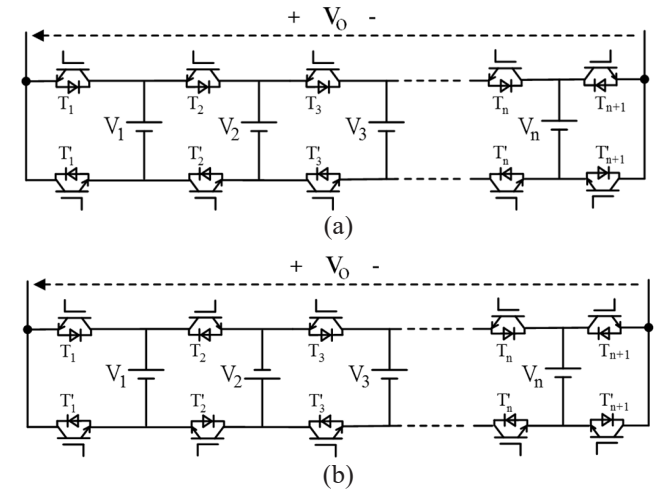 + Vo -
T1 T2 T3 Tn Tn+1
V1 V2 V3 Vn
T'1 T'2 T'3 T'n T'n+1
(a)
+ Vo -
T1 T2 T3 Tn Tn+1
V1 V2 V3 Vn
T'1 T'2 T'3 T'n T'n+1
(b)